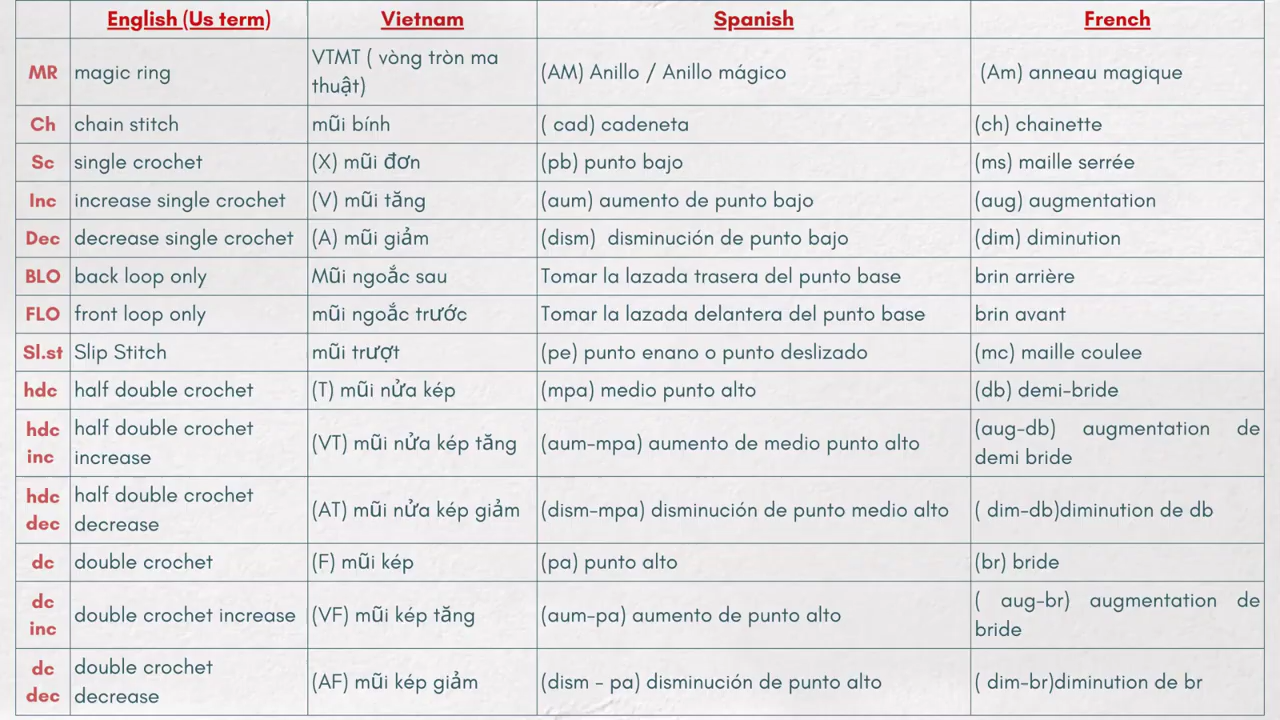 English (Us term) Vietnam Spanish French
MR magic ring VTMT ( vòng tròn ma thuật) (AM) Anillo / Anillo mágico (Am) anneau magique
Ch chain stitch mũi bính ( cad) cadeneta (ch) chainette
Sc single crochet (X) mũi đơn (pb) punto bajo (ms) maille serrée
Inc increase single crochet (V) mũi tăng (aum) aumento de punto bajo (aug) augmentation
Dec decrease single crochet (A) mũi giảm (dism) disminución de punto bajo (dim) diminution
BLO back loop only Mũi ngoắc sau Tomar la lazada trasera del punto base brin arrière
FLO front loop only mũi ngoắc trước Tomar la lazada delantera del punto base brin avant
Sl.st Slip Stitch mũi trượt (pe) punto enano o punto deslizado (mc) maille coulee
hdc half double crochet (T) mũi nửa kép (mpa) medio punto alto (db) demi-bride
hdc inc half double crochet increase (VT) mũi nửa kép tăng (aum-mpa) aumento de medio punto alto (aug-db) augmentation de demi bride
hdc dec half double crochet decrease (AT) mũi nửa kép giảm (dism-mpa) disminución de punto medio alto ( dim-db)diminution de db
dc double crochet (F) mũi kép (pa) punto alto (br) bride
dc inc double crochet increase (VF) mũi kép tăng (aum-pa) aumento de punto alto ( aug-br) augmentation de bride
dc dec double crochet decrease (AF) mũi kép giảm (dism - pa) disminución de punto alto ( dim-br)diminution de br